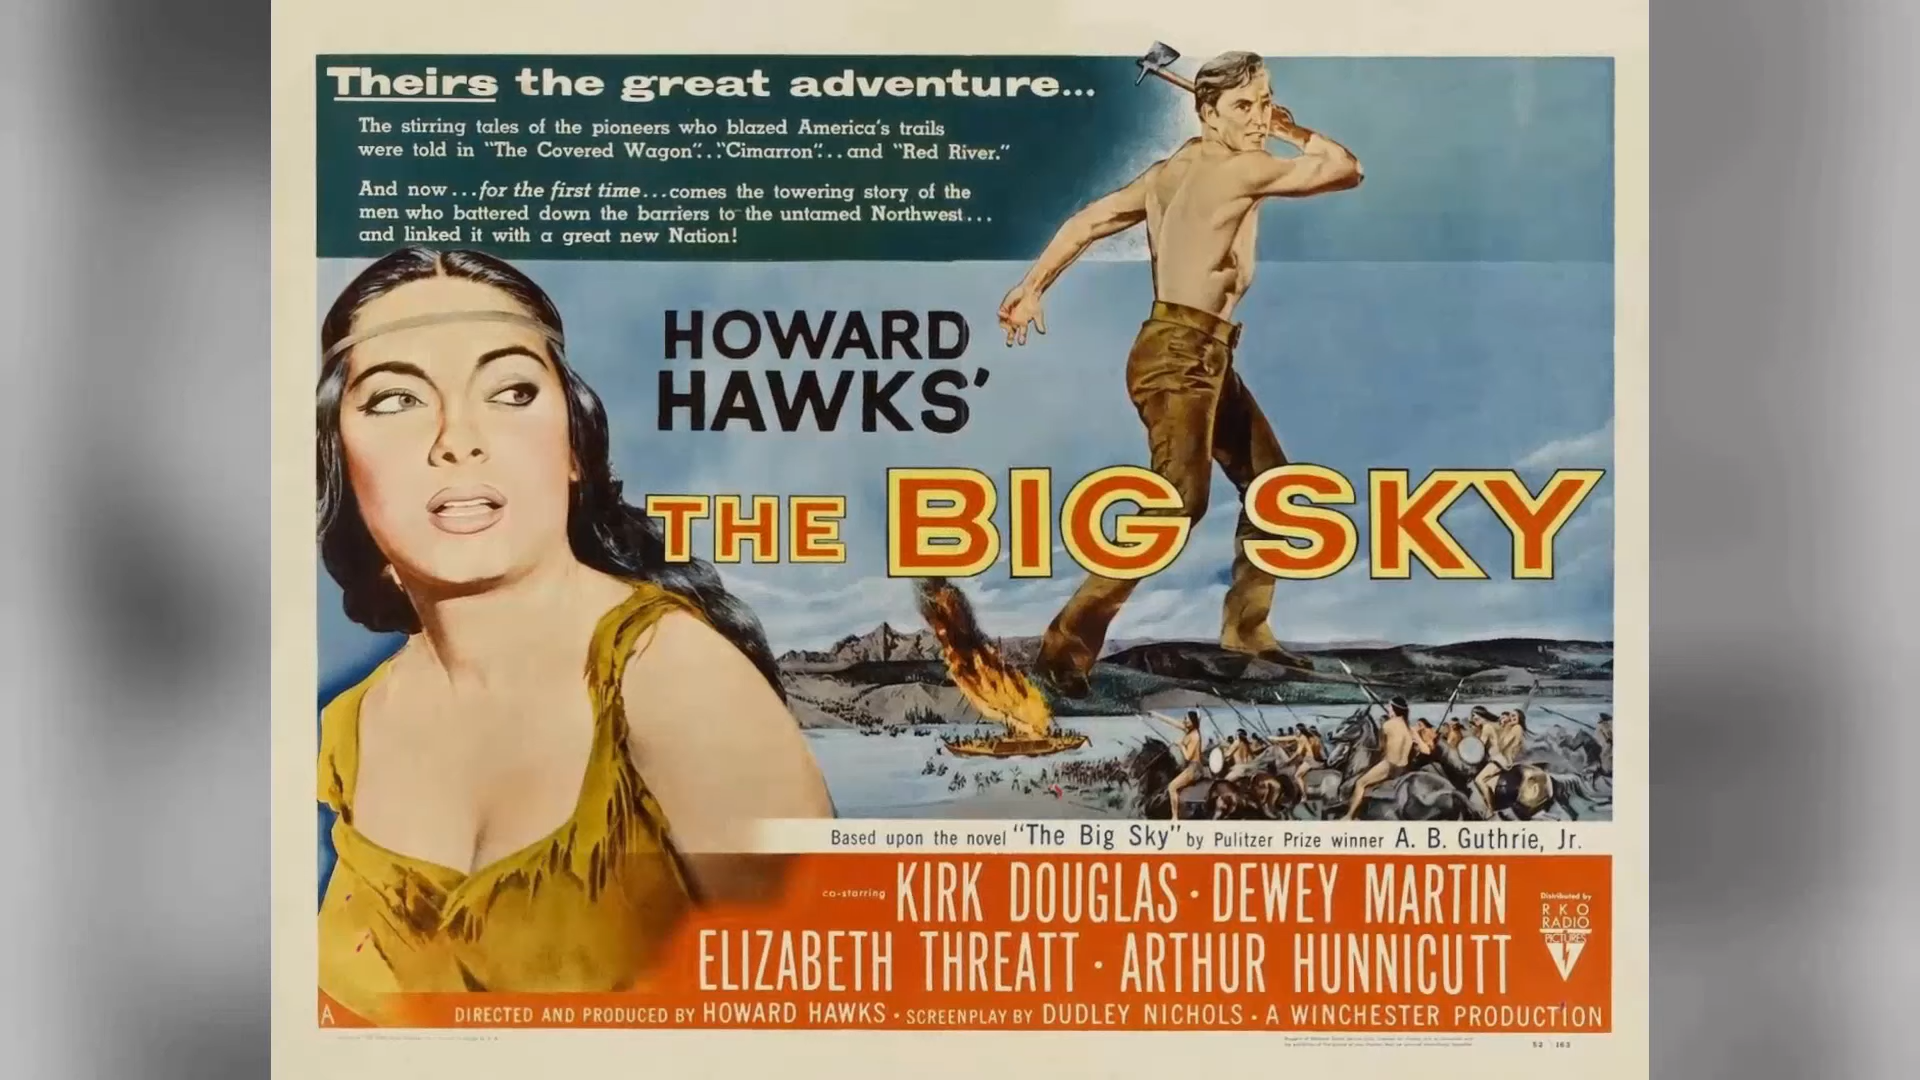 Theirs the great adventure...
The stirring tales of the pioneers who blazed America's trails
were told in "The Covered Wagon"..."Cimarron"...and "Red River."
And now...for the first time...comes the towering story of the
men who battered down the barriers to the untamed Northwest...
and linked it with a great new Nation!
HOWARD
HAWKS'
THE BIG SKY
Based upon the novel "The Big Sky" by Pulitzer Prize winner A. B. Guthrie, Jr.
co-starring KIRK DOUGLAS · DEWEY MARTIN
ELIZABETH THREATT · ARTHUR HUNNICUTT
Distributed by
RKO
RADIO
PICTURES
A
DIRECTED AND PRODUCED BY HOWARD HAWKS · SCREENPLAY BY DUDLEY NICHOLS · A WINCHESTER PRODUCTION
52 163